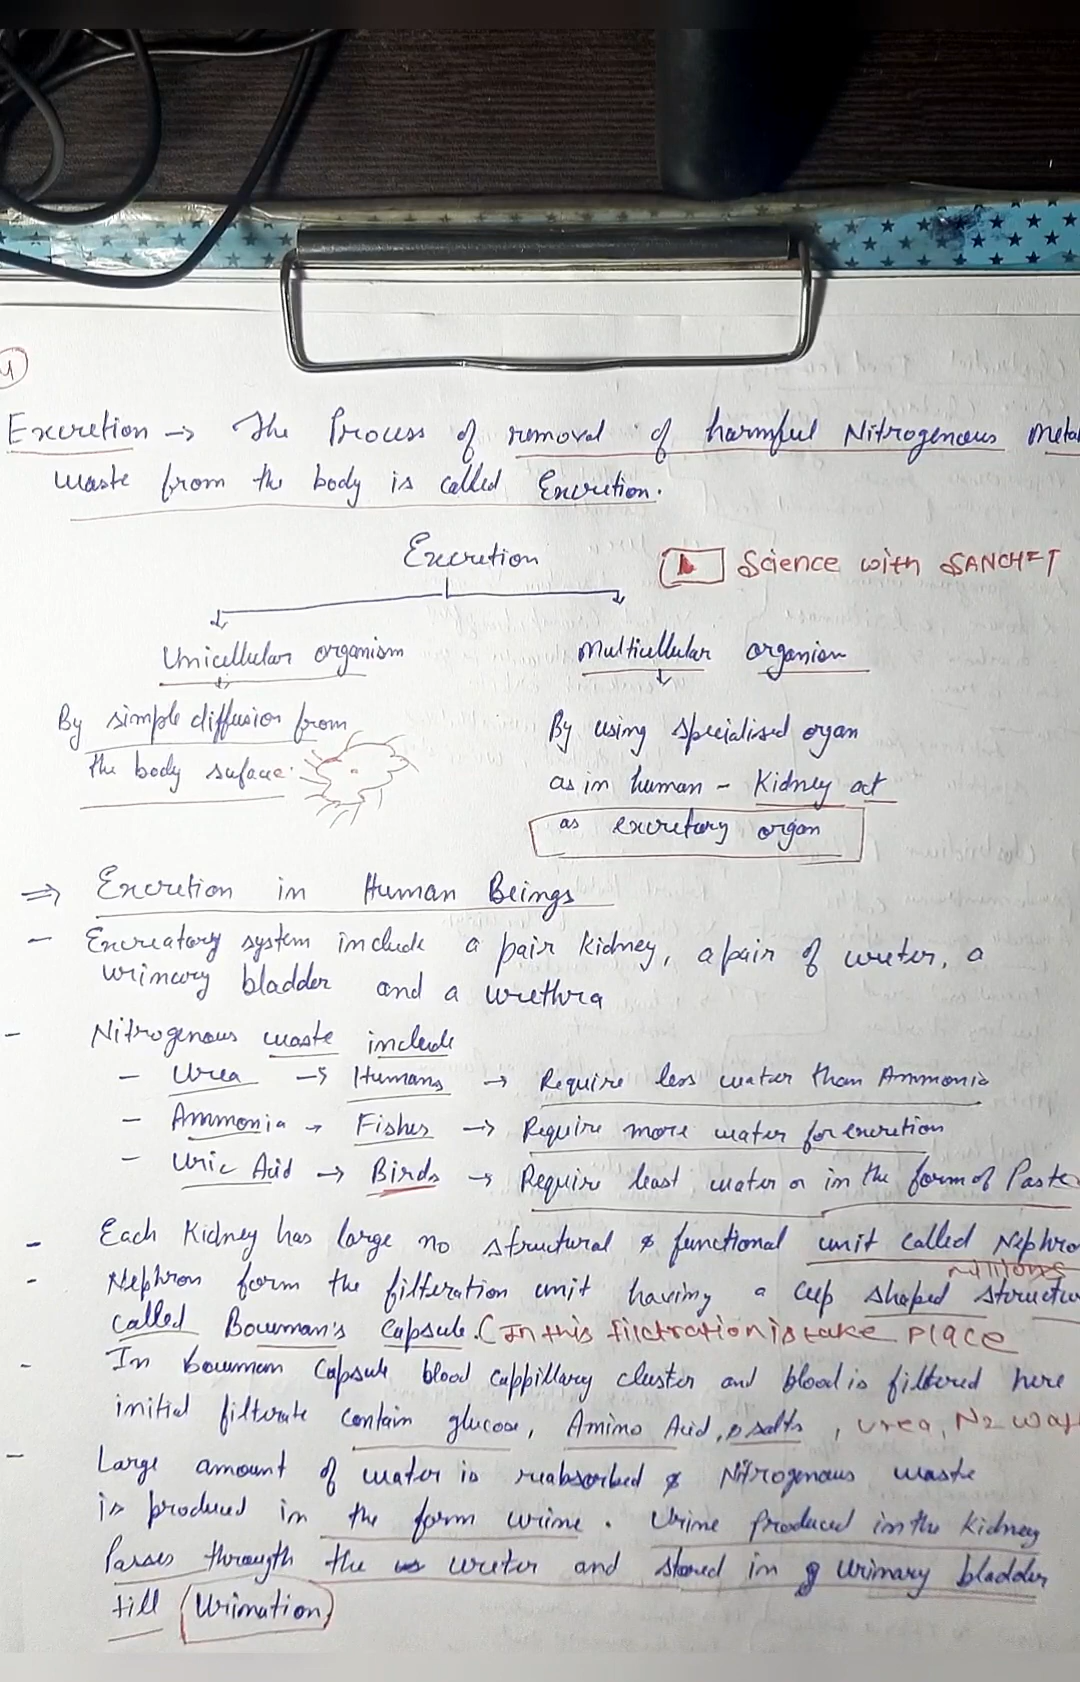 Excretion → The Process of removal of harmful Nitrogenous Metab
waste from the body is called Excretion.
Excretion
Science with SANCHIT
Unicellular organism
Multicellular organism
By simple diffusion from
the body suface.
By using specialised organ
as in human - Kidney act
as excretory organ
⇒ Excretion in Human Beings
- Excreatory system include a pair kidney, a pair of ureter, a
urinary bladder and a urethra
- Nitrogenous waste include
- Urea → Humans → Require less water than Ammonia
- Ammonia → Fishes → Require more water for excretion
- Uric Acid → Birds → Require least water or in the form of Paste
- Each Kidney has large no structural & functional unit called Nephro
millions
- Nephron form the filteration unit having a cup shaped structu
called Bowman's capsule. (In this filctration is take place
- In bowman capsule blood cappillary cluster and blood is filtered here
initial filterate contain glucose, Amino Acid, salts, urea, N2 wa
- Large amount of water is reabsorbed & Nitrogenous waste
is produced in the form urine. Urine produced in the kidney
Passes through the ureter and stored in urinary bladder
till Urination